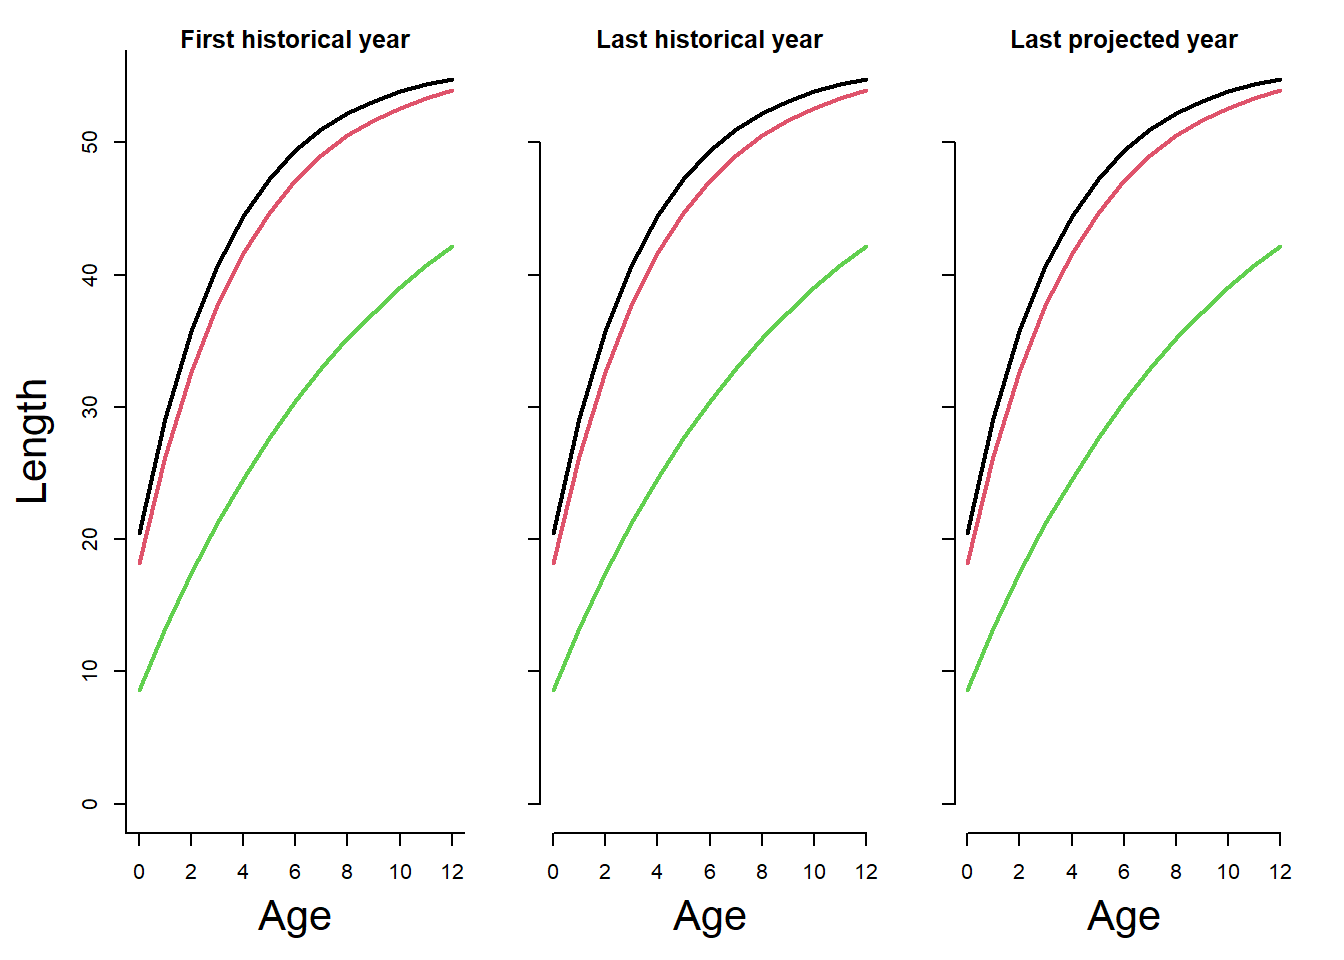 First historical year
Last historical year
Last projected year
Length
50
40
30
20
10
0
0 2 4 6 8 10 12
0 2 4 6 8 10 12
0 2 4 6 8 10 12
Age
Age
Age